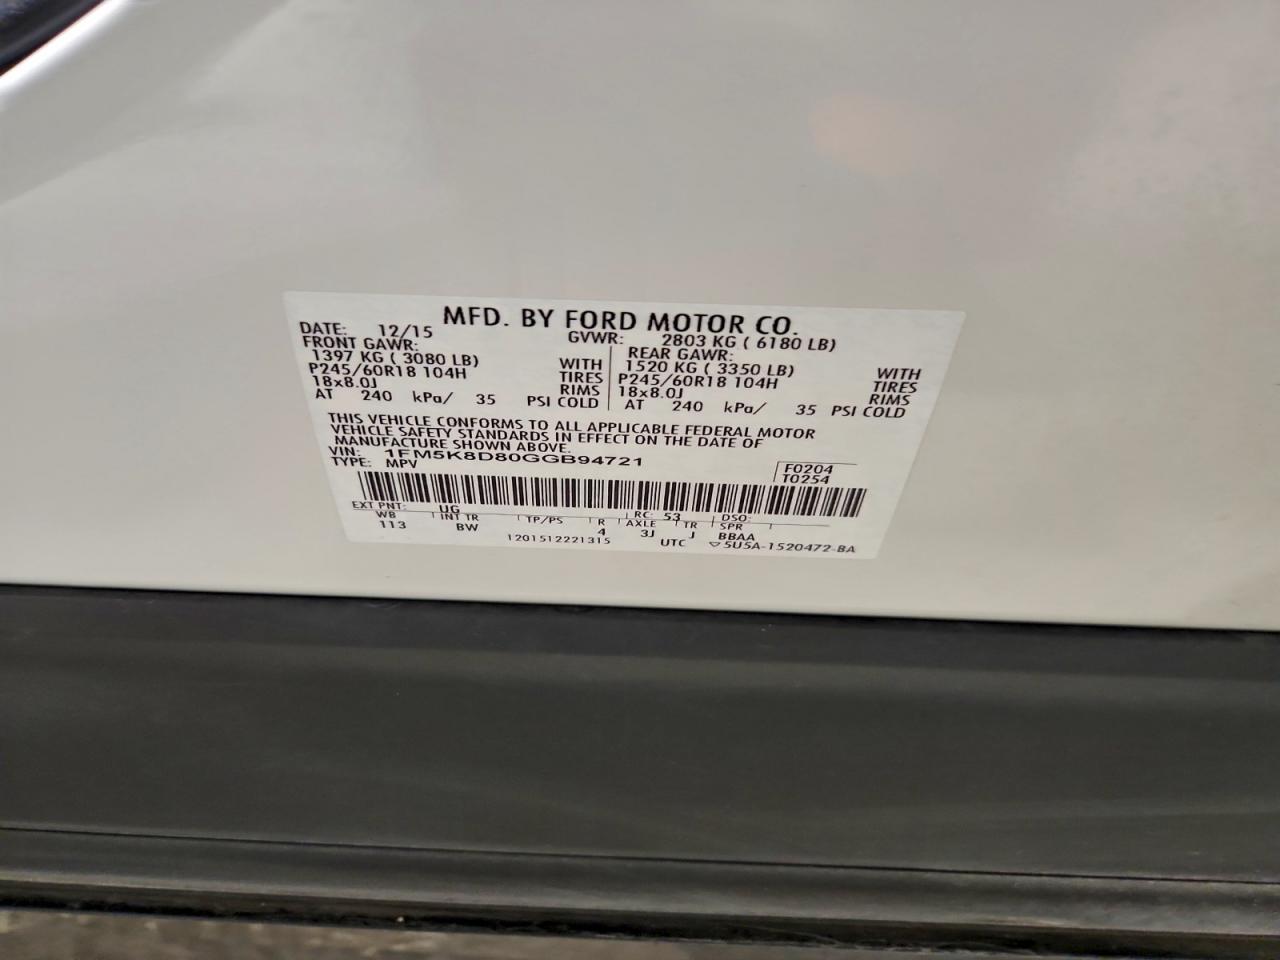 MFD. BY FORD MOTOR CO.
DATE: 12/15 GVWR: 2803 KG ( 6180 LB)
FRONT GAWR: REAR GAWR:
1397 KG ( 3080 LB) WITH 1520 KG ( 3350 LB) WITH
P245/60R18 104H TIRES P245/60R18 104H TIRES
18x8.0J RIMS 18x8.0J RIMS
AT 240 kPa/ 35 PSI COLD AT 240 kPa/ 35 PSI COLD
THIS VEHICLE CONFORMS TO ALL APPLICABLE FEDERAL MOTOR
VEHICLE SAFETY STANDARDS IN EFFECT ON THE DATE OF
MANUFACTURE SHOWN ABOVE.
VIN: 1FM5K8D80GGB94721 F0204
TYPE: MPV T0254
EXT PNT: UG RC: 53 DSO:
WB INT TR TP/PS R AXLE TR SPR
113 BW 4 3J J BBAA
1201512221315 UTC ▽5U5A-1520472-BA